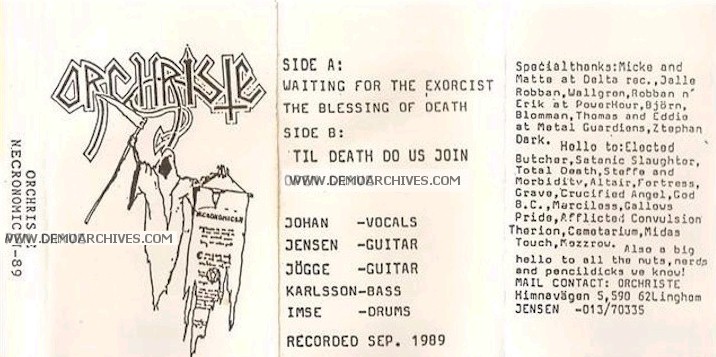 ORCHRISTE
NECRONOMICON-89
ORCHRISTE
NECRONOMICON
WWW.DEMOARCHIVES.COM
SIDE A:
WAITING FOR THE EXORCIST
THE BLESSING OF DEATH
SIDE B:
'TIL DEATH DO US JOIN
WWW.DEMOARCHIVES.COM
JOHAN -VOCALS
JENSEN -GUITAR
JÖGGE -GUITAR
KARLSSON-BASS
IMSE -DRUMS
RECORDED SEP. 1989
Specialthanks:Micke and
Matte at Delta rec.,Jalle
Robban,Wallgren,Robban n'
Erik at PowerHour,Björn,
Blomman,Thomas and Eddie
at Metal Guardians,Ztephan
Dark.
Hello to:Elected
Butcher,Satanic Slaughter,
Total Death,Steffe and
Morbidity,Altair,Fortress,
Grave,Crucified Angel,God
B.C.,Merciless,Gallows
Pride,Afflicted Convulsion
Therion,Cemetarium,Midas
Touch,Mezzrow. Also a big
hello to all the nuts,nerds
and pencildicks we know!
MAIL CONTACT: ORCHRISTE
Himnavägen 5,590 62Linghem
JENSEN -013/70335